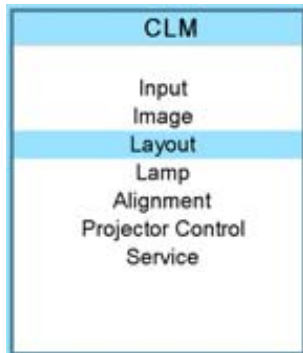 CLM
Input
Image
Layout
Lamp
Alignment
Projector Control
Service